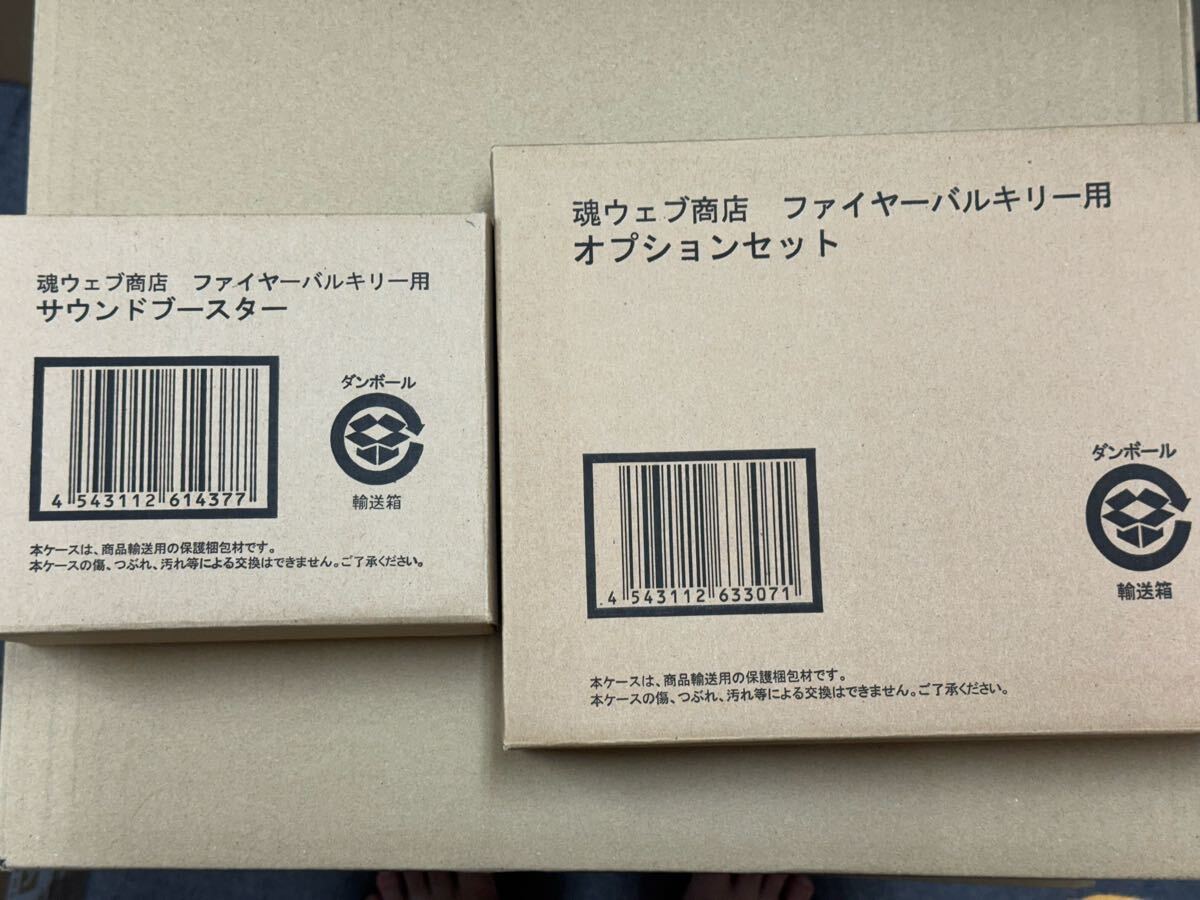 魂ウェブ商店　ファイヤーバルキリー用
サウンドブースター
4 543112 614377
ダンボール
輸送箱
本ケースは、商品輸送用の保護梱包材です。
本ケースの傷、つぶれ、汚れ等による交換はできません。ご了承ください。
魂ウェブ商店　ファイヤーバルキリー用
オプションセット
4 543112 633071
ダンボール
輸送箱
本ケースは、商品輸送用の保護梱包材です。
本ケースの傷、つぶれ、汚れ等による交換はできません。ご了承ください。